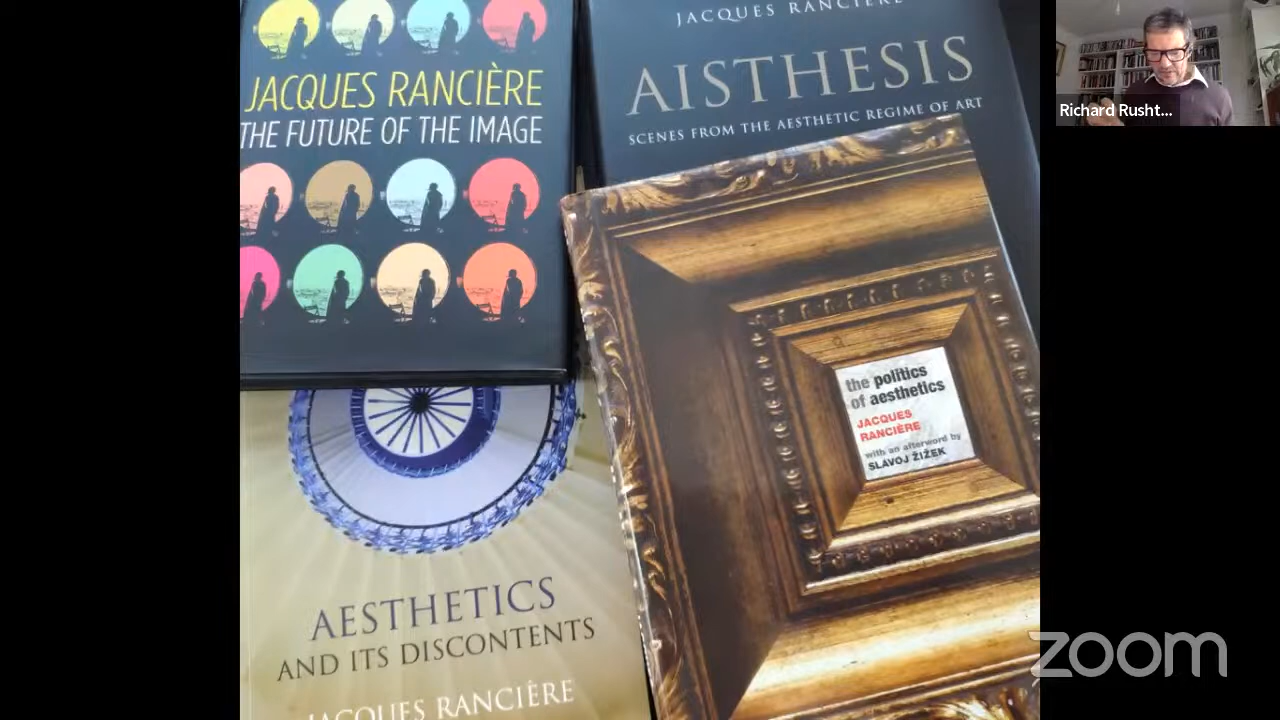 JACQUES RANCIÈRE
THE FUTURE OF THE IMAGE
JACQUES RANCIÈRE
AISTHESIS
SCENES FROM THE AESTHETIC REGIME OF ART
the politics
of aesthetics
JACQUES
RANCIÈRE
with an afterword by
SLAVOJ ŽIŽEK
AESTHETICS
AND ITS DISCONTENTS
JACQUES RANCIÈRE
Richard Rusht...
zoom